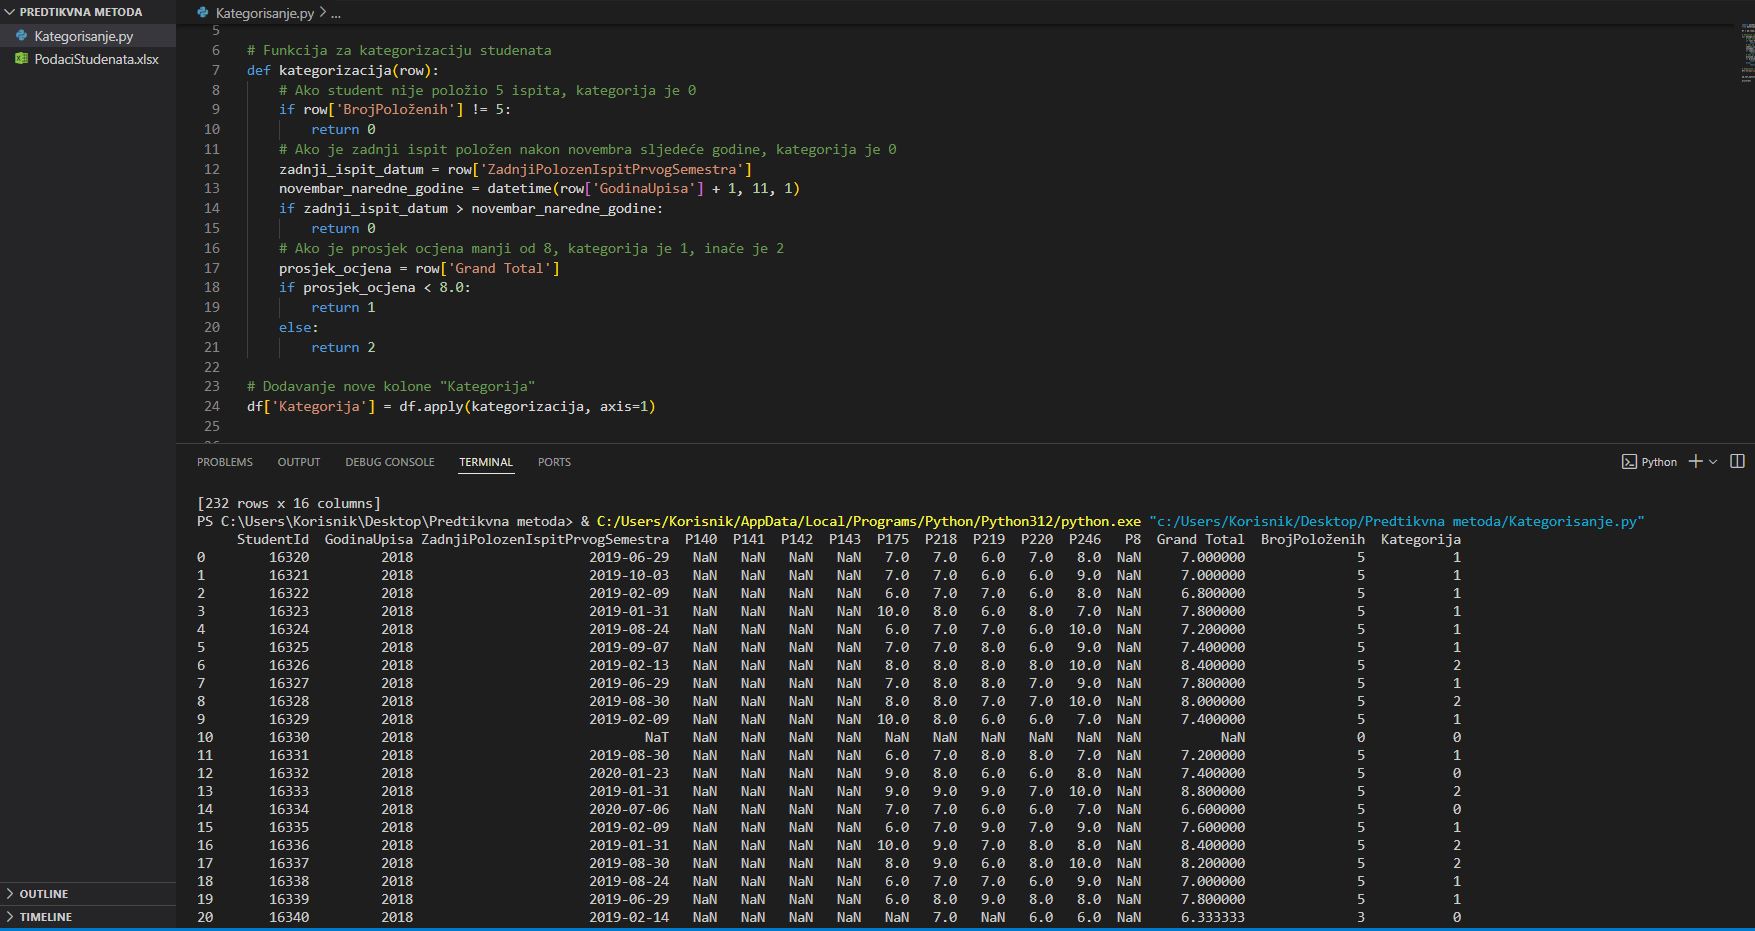 PREDTIKVNA METODA
Kategorisanje.py
PodaciStudenata.xlsx
OUTLINE
TIMELINE
Kategorisanje.py > ...
5
6 # Funkcija za kategorizaciju studenata
7 def kategorizacija(row):
8 # Ako student nije položio 5 ispita, kategorija je 0
9 if row['BrojPoloženih'] != 5:
10 return 0
11 # Ako je zadnji ispit položen nakon novembra sljedeće godine, kategorija je 0
12 zadnji_ispit_datum = row['ZadnjiPolozenIspitPrvogSemestra']
13 novembar_naredne_godine = datetime(row['GodinaUpisa'] + 1, 11, 1)
14 if zadnji_ispit_datum > novembar_naredne_godine:
15 return 0
16 # Ako je prosjek ocjena manji od 8, kategorija je 1, inače je 2
17 prosjek_ocjena = row['Grand Total']
18 if prosjek_ocjena < 8.0:
19 return 1
20 else:
21 return 2
22
23 # Dodavanje nove kolone "Kategorija"
24 df['Kategorija'] = df.apply(kategorizacija, axis=1)
25
PROBLEMS OUTPUT DEBUG CONSOLE TERMINAL PORTS Python
[232 rows x 16 columns]
PS C:\Users\Korisnik\Desktop\Predtikvna metoda> & C:/Users/Korisnik/AppData/Local/Programs/Python/Python312/python.exe "c:/Users/Korisnik/Desktop/Predtikvna metoda/Kategorisanje.py"
StudentId GodinaUpisa ZadnjiPolozenIspitPrvogSemestra P140 P141 P142 P143 P175 P218 P219 P220 P246 P8 Grand Total BrojPoloženih Kategorija
0 16320 2018 2019-06-29 NaN NaN NaN NaN 7.0 7.0 6.0 7.0 8.0 NaN 7.000000 5 1
1 16321 2018 2019-10-03 NaN NaN NaN NaN 7.0 7.0 6.0 6.0 9.0 NaN 7.000000 5 1
2 16322 2018 2019-02-09 NaN NaN NaN NaN 6.0 7.0 7.0 6.0 8.0 NaN 6.800000 5 1
3 16323 2018 2019-01-31 NaN NaN NaN NaN 10.0 8.0 6.0 8.0 7.0 NaN 7.800000 5 1
4 16324 2018 2019-08-24 NaN NaN NaN NaN 6.0 7.0 7.0 6.0 10.0 NaN 7.200000 5 1
5 16325 2018 2019-09-07 NaN NaN NaN NaN 7.0 7.0 8.0 6.0 9.0 NaN 7.400000 5 1
6 16326 2018 2019-02-13 NaN NaN NaN NaN 8.0 8.0 8.0 8.0 10.0 NaN 8.400000 5 2
7 16327 2018 2019-06-29 NaN NaN NaN NaN 7.0 8.0 8.0 7.0 9.0 NaN 7.800000 5 1
8 16328 2018 2019-08-30 NaN NaN NaN NaN 8.0 8.0 7.0 7.0 10.0 NaN 8.000000 5 2
9 16329 2018 2019-02-09 NaN NaN NaN NaN 10.0 8.0 6.0 6.0 7.0 NaN 7.400000 5 1
10 16330 2018 NaT NaN NaN NaN NaN NaN NaN NaN NaN NaN NaN NaN 0 0
11 16331 2018 2019-08-30 NaN NaN NaN NaN 6.0 7.0 8.0 8.0 7.0 NaN 7.200000 5 1
12 16332 2018 2020-01-23 NaN NaN NaN NaN 9.0 8.0 6.0 6.0 8.0 NaN 7.400000 5 0
13 16333 2018 2019-01-31 NaN NaN NaN NaN 9.0 9.0 9.0 7.0 10.0 NaN 8.800000 5 2
14 16334 2018 2020-07-06 NaN NaN NaN NaN 7.0 7.0 6.0 6.0 7.0 NaN 6.600000 5 0
15 16335 2018 2019-02-09 NaN NaN NaN NaN 6.0 7.0 9.0 7.0 9.0 NaN 7.600000 5 1
16 16336 2018 2019-01-31 NaN NaN NaN NaN 10.0 9.0 7.0 8.0 8.0 NaN 8.400000 5 2
17 16337 2018 2019-08-30 NaN NaN NaN NaN 8.0 9.0 6.0 8.0 10.0 NaN 8.200000 5 2
18 16338 2018 2019-08-24 NaN NaN NaN NaN 6.0 7.0 7.0 6.0 9.0 NaN 7.000000 5 1
19 16339 2018 2019-06-29 NaN NaN NaN NaN 6.0 8.0 9.0 8.0 8.0 NaN 7.800000 5 1
20 16340 2018 2019-02-14 NaN NaN NaN NaN NaN 7.0 NaN 6.0 6.0 NaN 6.333333 3 0